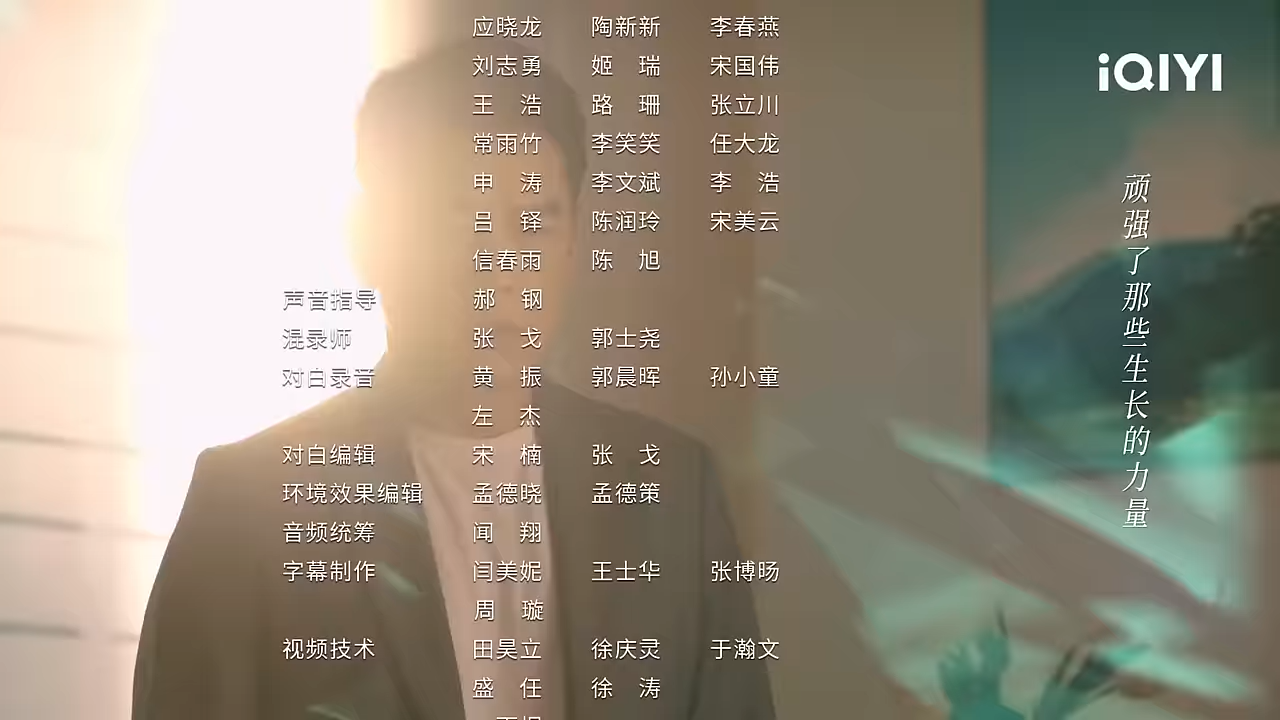 应晓龙 陶新新 李春燕
刘志勇 姬 瑞 宋国伟
王 浩 路 珊 张立川
常雨竹 李笑笑 任大龙
申 涛 李文斌 李 浩
吕 铎 陈润玲 宋美云
信春雨 陈 旭
声音指导 郝 钢
混录师 张 戈 郭士尧
对白录音 黄 振 郭晨晖 孙小童
左 杰
对白编辑 宋 楠 张 戈
环境效果编辑 孟德晓 孟德策
音频统筹 闻 翔
字幕制作 闫美妮 王士华 张博旸
周 璇
视频技术 田昊立 徐庆灵 于瀚文
盛 任 徐 涛
iQIYI
顽强了那些生长的力量